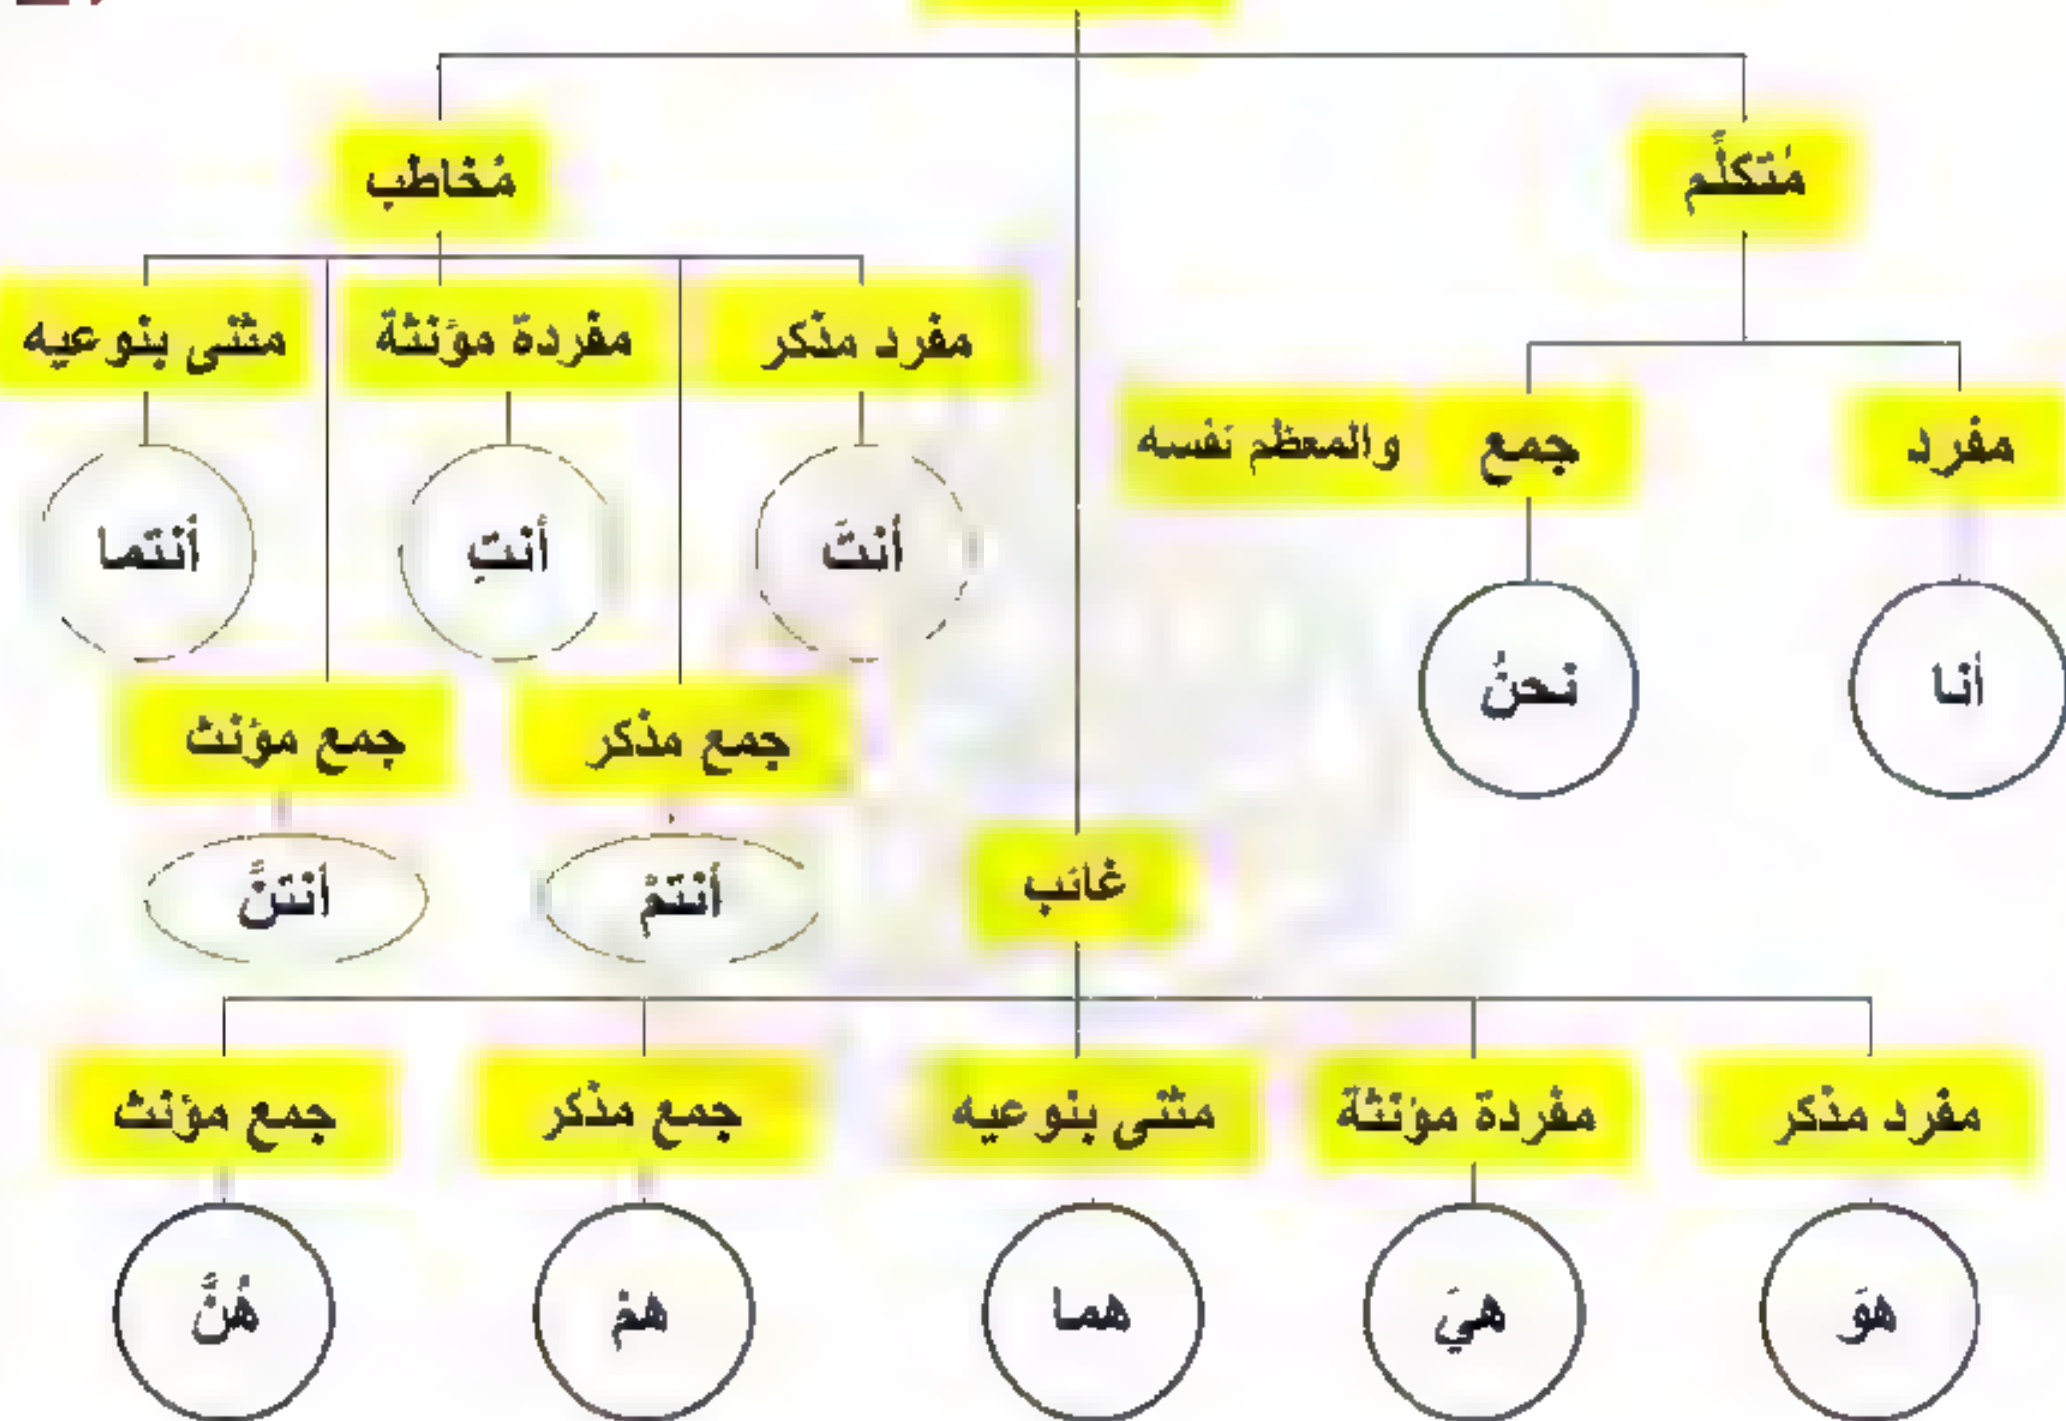 مُتكلَّم
مُخاطب
مفرد
جمع والمعظم نفسه
أنا
نحنُ
مفرد مذكر
مفردة مؤنثة
مثنى بنوعيه
أنتَ
أنتِ
أنتما
جمع مذكر
جمع مؤنث
أنتمْ
أنتنَّ
غائب
مفرد مذكر
مفردة مؤنثة
مثنى بنوعيه
جمع مذكر
جمع مؤنث
هوَ
هيَ
هما
همْ
هُنَّ